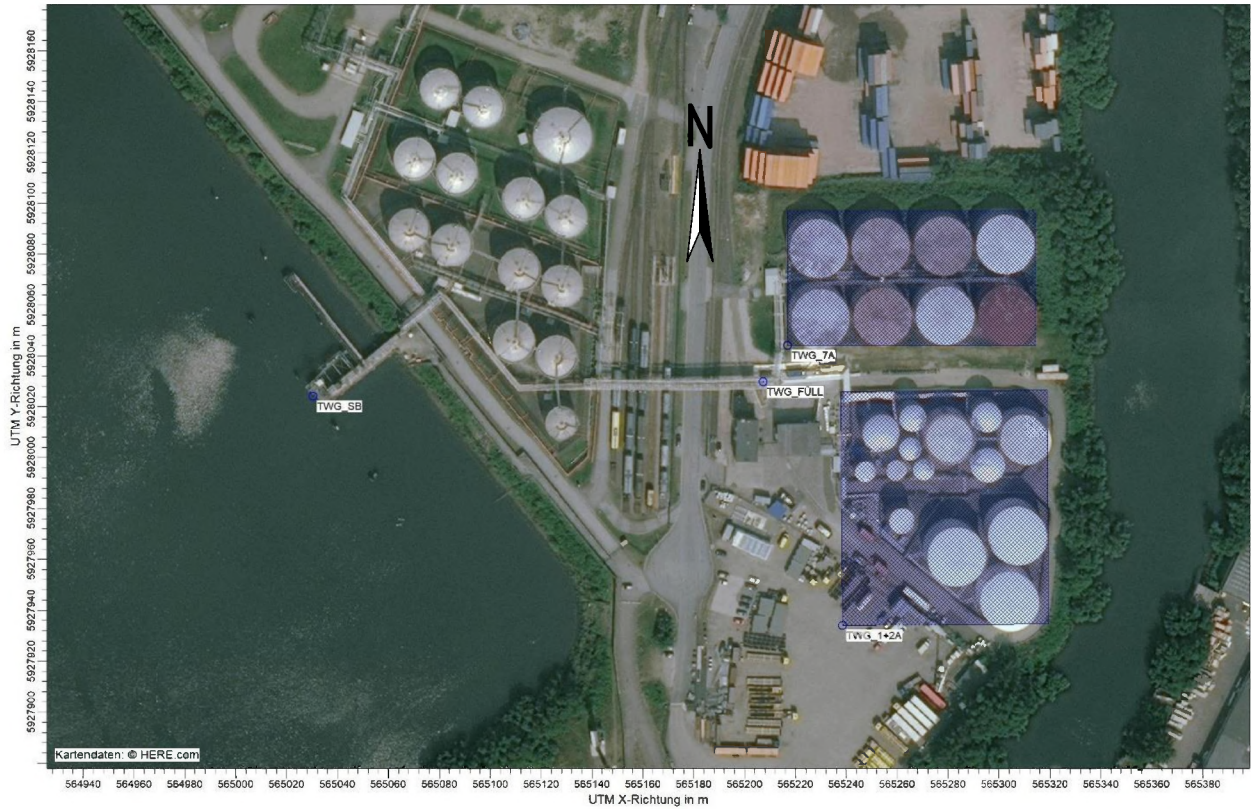 N
TWG_7A
TWG_FÜLL
TWG_SB
TWG_1+2A
Kartendaten: © HERE.com
UTM Y-Richtung in m
5928160
5928140
5928120
5928100
5928080
5928060
5928040
5928020
5928000
5927980
5927960
5927940
5927920
5927900
564940 564960 564980 565000 565020 565040 565060 565080 565100 565120 565140 565160 565180 565200 565220 565240 565260 565280 565300 565320 565340 565360 565380
UTM X-Richtung in m